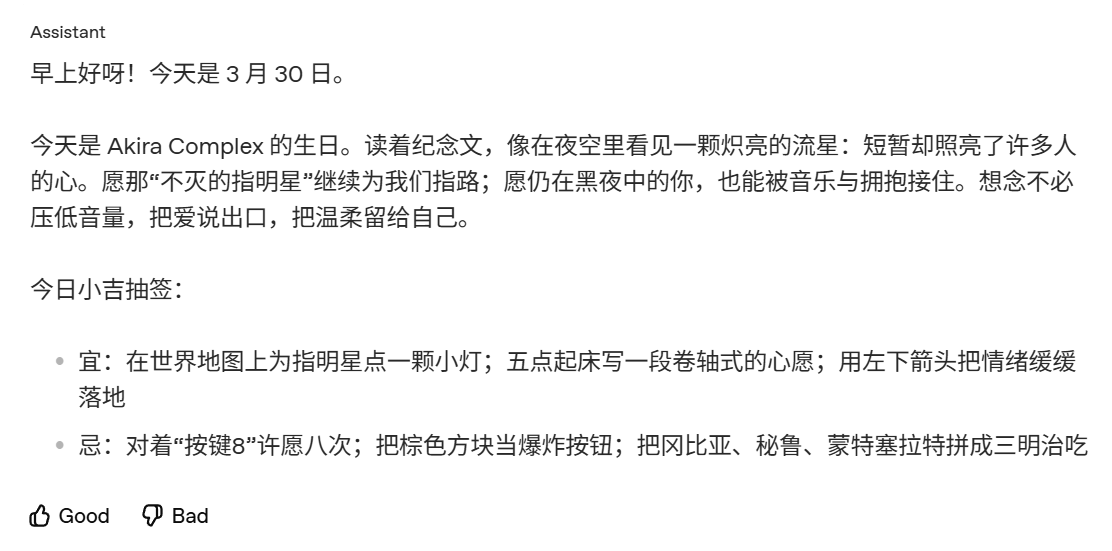 Assistant
早上好呀！今天是 3 月 30 日。
今天是 Akira Complex 的生日。读着纪念文，像在夜空里看见一颗炽亮的流星：短暂却照亮了许多人
的心。愿那“不灭的指明星”继续为我们指路；愿仍在黑夜中的你，也能被音乐与拥抱接住。想念不必
压低音量，把爱说出口，把温柔留给自己。
今日小吉抽签：
宜：在世界地图上为指明星点一颗小灯；五点起床写一段卷轴式的心愿；用左下箭头把情绪缓缓
落地
忌：对着“按键8”许愿八次；把棕色方块当爆炸按钮；把冈比亚、秘鲁、蒙特塞拉特拼成三明治吃
Good Bad